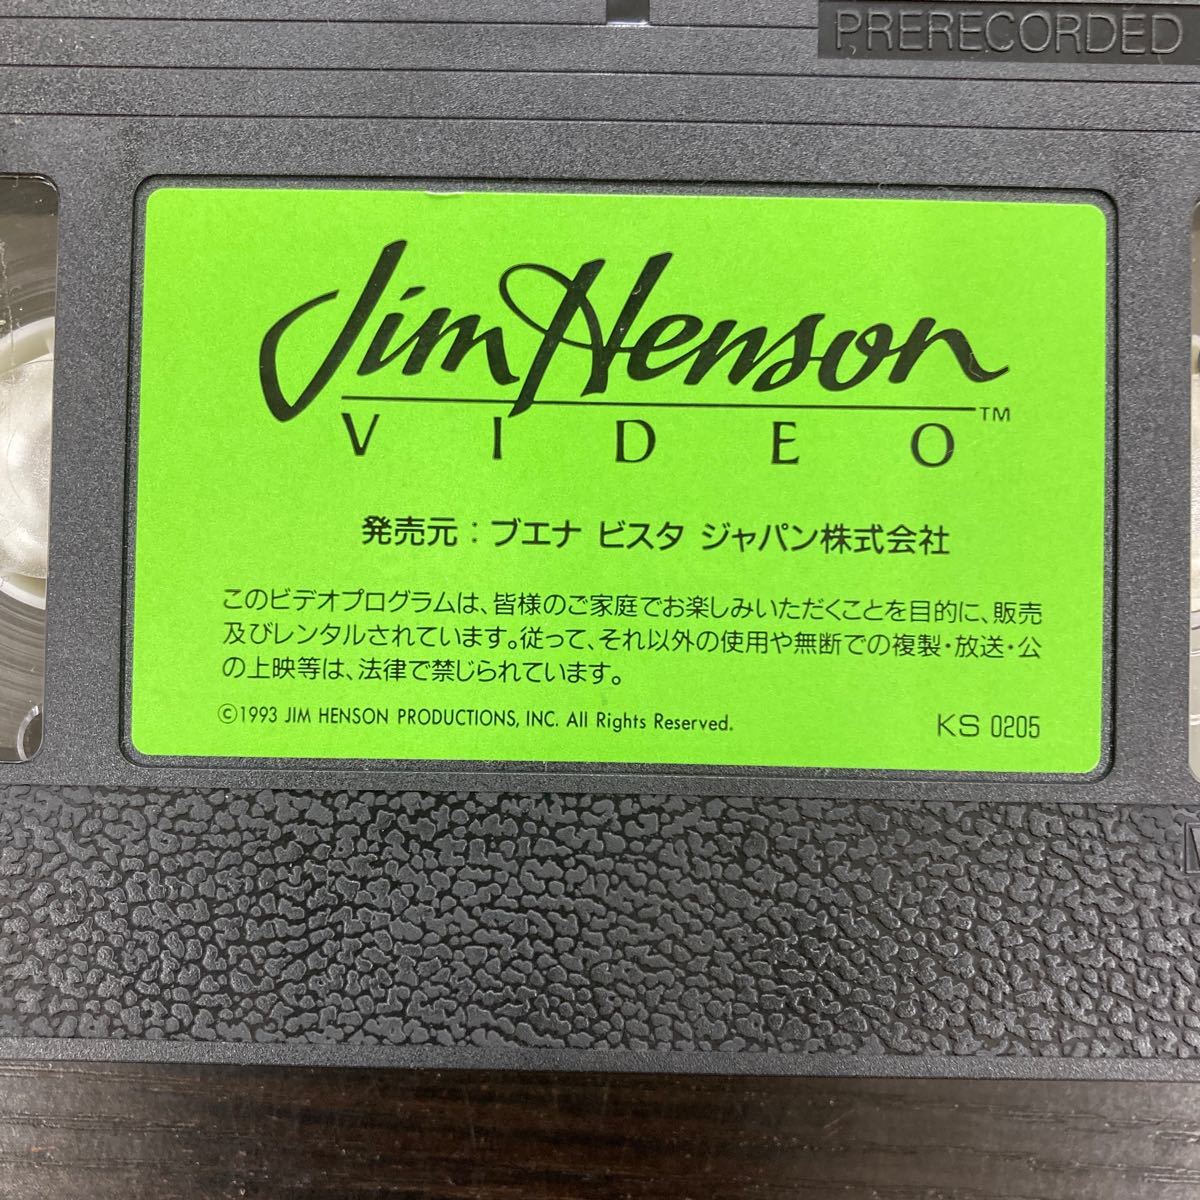 PRERECORDED
Jim Henson
VIDEO™
発売元：ブエナ ビスタ ジャパン株式会社
このビデオプログラムは、皆様のご家庭でお楽しみいただくことを目的に、販売
及びレンタルされています。従って、それ以外の使用や無断での複製・放送・公
の上映等は、法律で禁じられています。
©1993 JIM HENSON PRODUCTIONS, INC. All Rights Reserved.
KS 0205